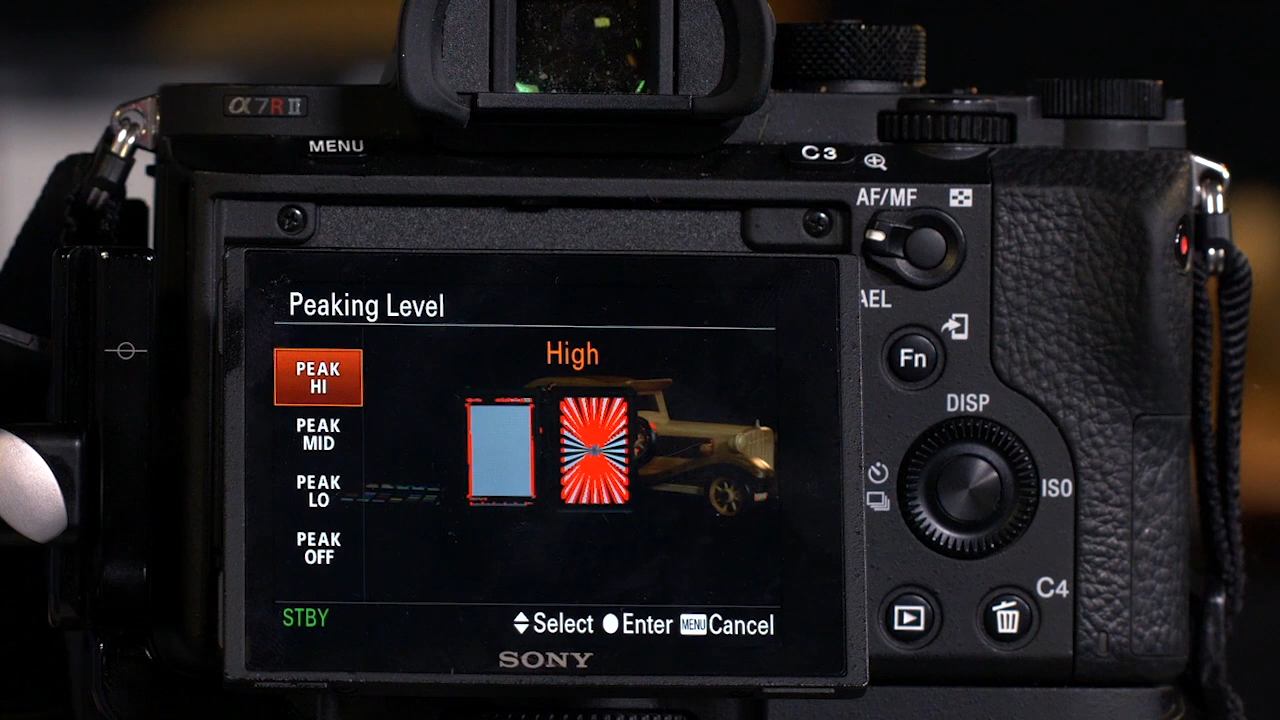 α7RII
MENU
C3
AF/MF
AEL
Fn
DISP
ISO
C4
Peaking Level
High
PEAK
HI
PEAK
MID
PEAK
LO
PEAK
OFF
STBY
Select Enter MENU Cancel
SONY